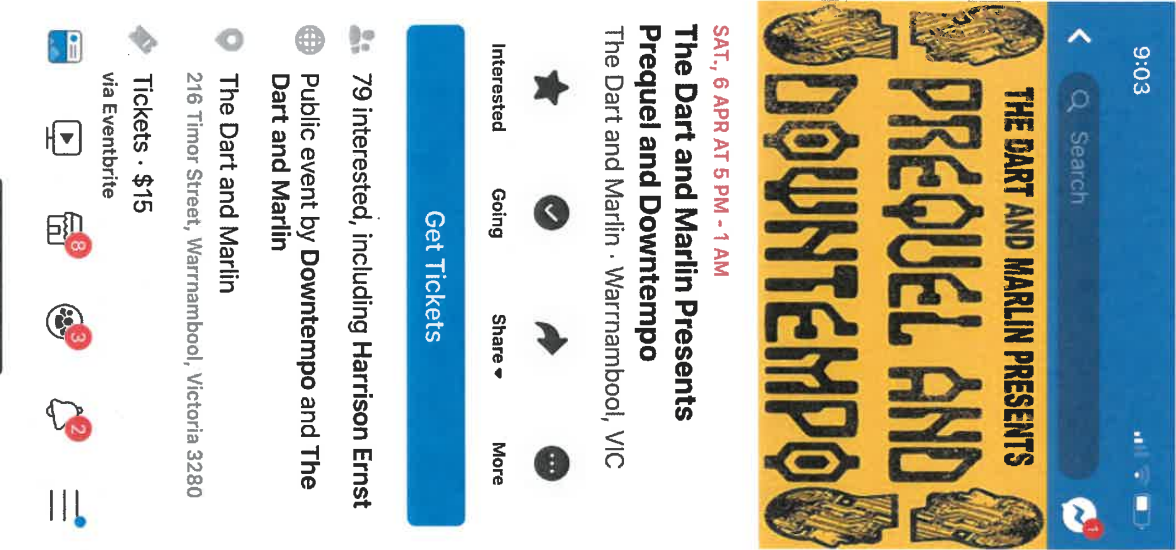 9:03
Search
1
THE DART AND MARLIN PRESENTS
PREQUEL AND
DOWNTEMPO
SAT., 6 APR AT 5 PM - 1 AM
The Dart and Marlin Presents
Prequel and Downtempo
The Dart and Marlin · Warrnambool, VIC
Interested Going Share More
Get Tickets
79 interested, including Harrison Ernst
Public event by Downtempo and The
Dart and Marlin
The Dart and Marlin
216 Timor Street, Warrnambool, Victoria 3280
Tickets · $15
via Eventbrite
8 3 2